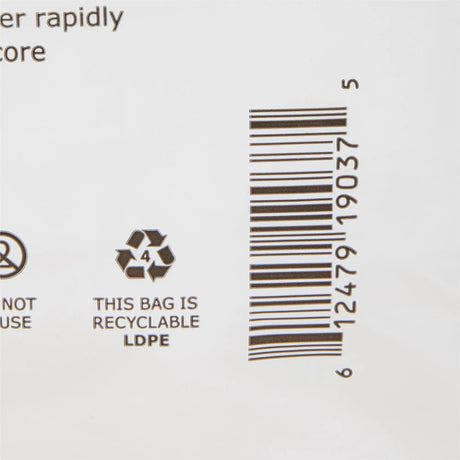 er rapidly
core
5
6 12479 19037
4
NOT
USE
THIS BAG IS
RECYCLABLE
LDPE